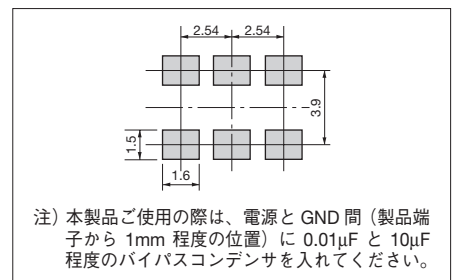 2.54 2.54
3.9
1.5
1.6
注）本製品ご使用の際は、電源と GND 間（製品端
子から 1mm 程度の位置）に 0.01μF と 10μF
程度のバイパスコンデンサを入れてください。